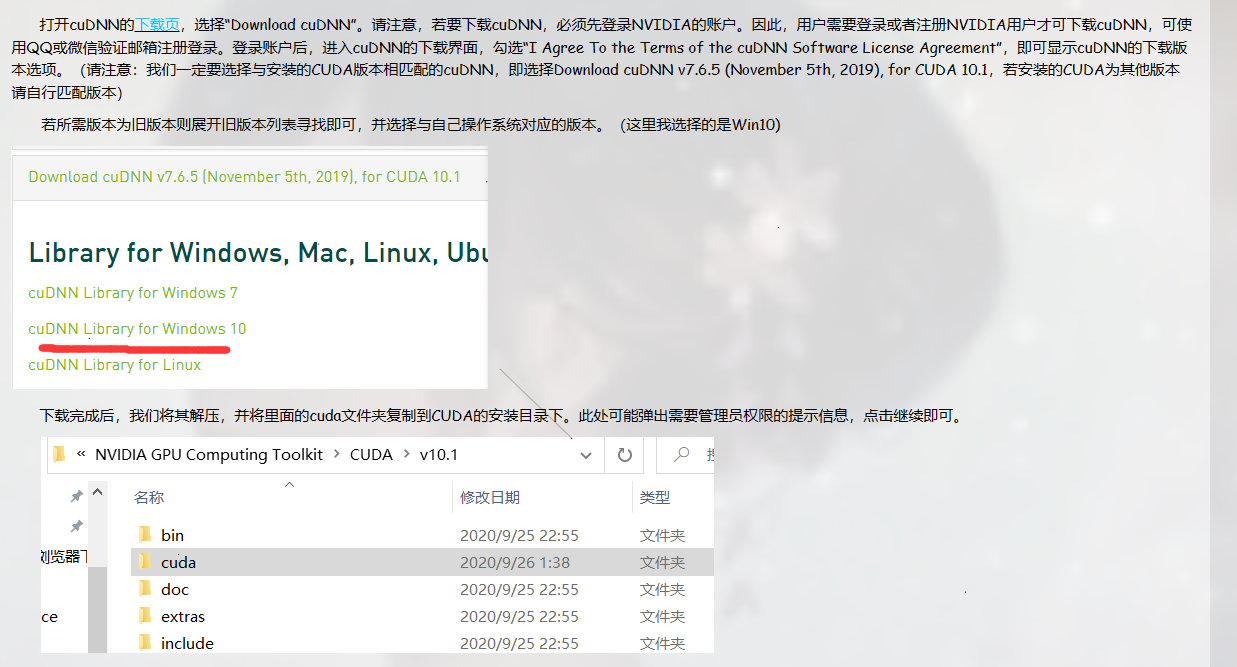 打开cuDNN的下载页，选择“Download cuDNN”。请注意，若要下载cuDNN，必须先登录NVIDIA的账户。因此，用户需要登录或者注册NVIDIA用户才可下载cuDNN，可使
用QQ或微信验证邮箱注册登录。登录账户后，进入cuDNN的下载界面，勾选“I Agree To the Terms of the cuDNN Software License Agreement”，即可显示cuDNN的下载版
本选项。（请注意：我们一定要选择与安装的CUDA版本相匹配的cuDNN，即选择Download cuDNN v7.6.5 (November 5th, 2019), for CUDA 10.1，若安装的CUDA为其他版本
请自行匹配版本）
若所需版本为旧版本则展开旧版本列表寻找即可，并选择与自己操作系统对应的版本。（这里我选择的是Win10）
Download cuDNN v7.6.5 (November 5th, 2019), for CUDA 10.1
Library for Windows, Mac, Linux, Ubu
cuDNN Library for Windows 7
cuDNN Library for Windows 10
cuDNN Library for Linux
下载完成后，我们将其解压，并将里面的cuda文件夹复制到CUDA的安装目录下。此处可能弹出需要管理员权限的提示信息，点击继续即可。
« NVIDIA GPU Computing Toolkit › CUDA › v10.1
名称 修改日期 类型
bin 2020/9/25 22:55 文件夹
浏览器下
cuda 2020/9/26 1:38 文件夹
doc 2020/9/25 22:55 文件夹
ce
extras 2020/9/25 22:55 文件夹
include 2020/9/25 22:55 文件夹